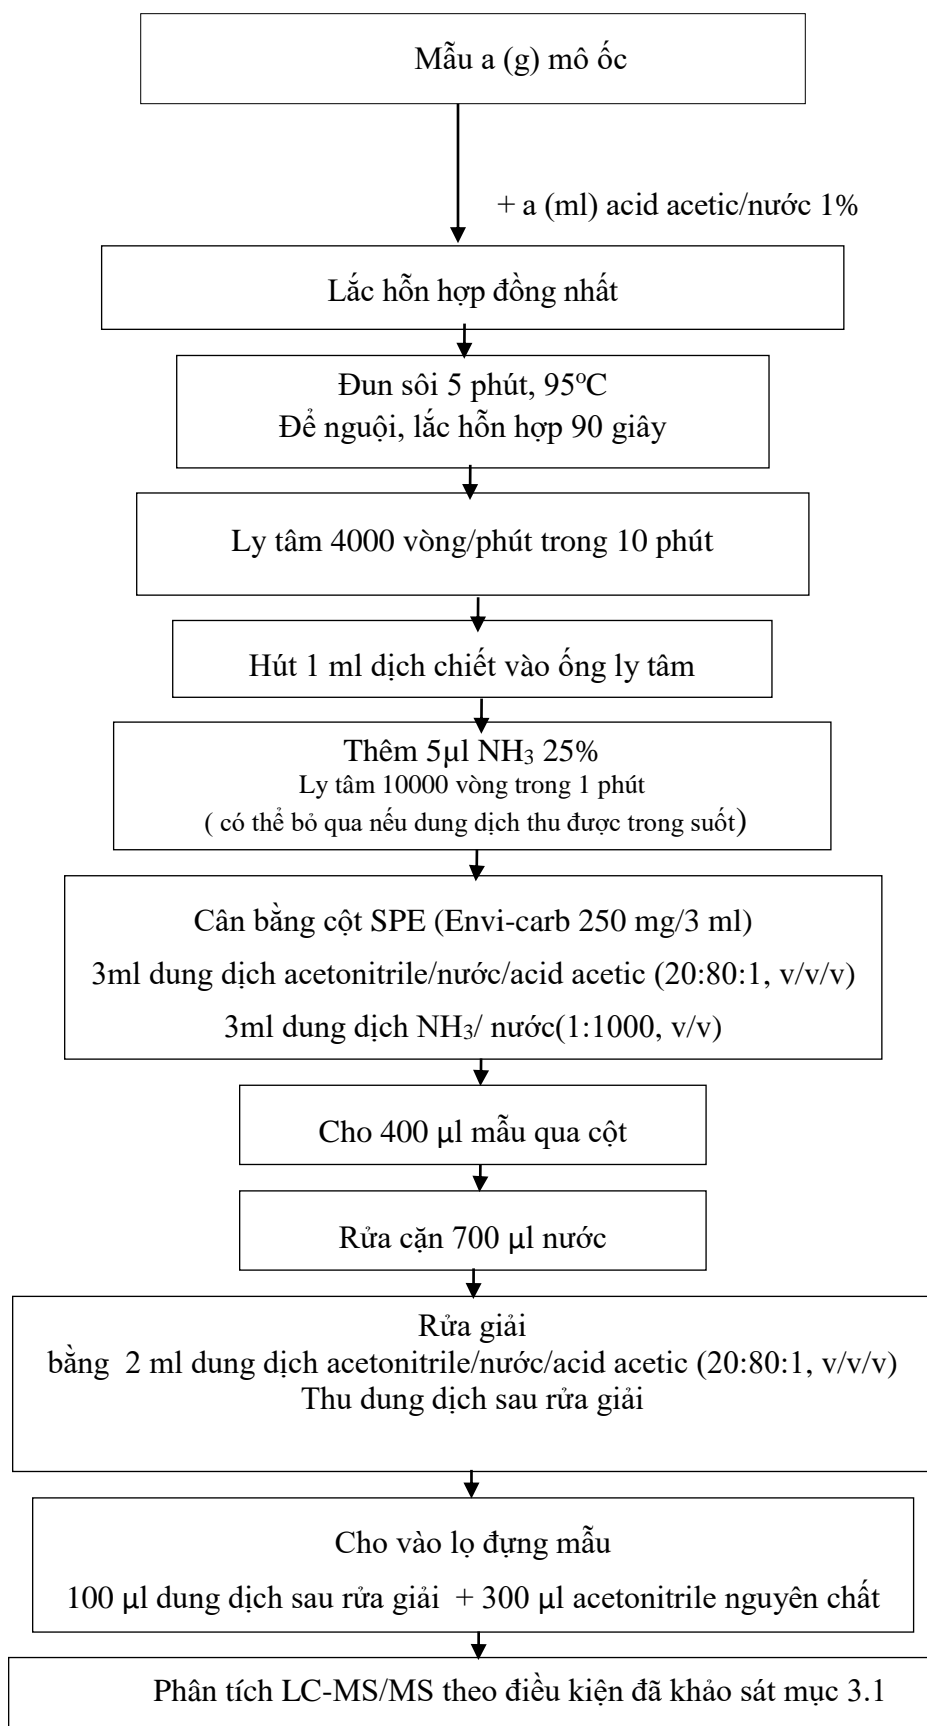 Mẫu a (g) mô ốc
+ a (ml) acid acetic/nước 1%
Lắc hỗn hợp đồng nhất
Đun sôi 5 phút, 95ºC
Để nguội, lắc hỗn hợp 90 giây
Ly tâm 4000 vòng/phút trong 10 phút
Hút 1 ml dịch chiết vào ống ly tâm
Thêm 5µl NH₃ 25%
Ly tâm 10000 vòng trong 1 phút
( có thể bỏ qua nếu dung dịch thu được trong suốt)
Cân bằng cột SPE (Envi-carb 250 mg/3 ml)
3ml dung dịch acetonitrile/nước/acid acetic (20:80:1, v/v/v)
3ml dung dịch NH₃/ nước(1:1000, v/v)
Cho 400 µl mẫu qua cột
Rửa cặn 700 µl nước
Rửa giải
bằng 2 ml dung dịch acetonitrile/nước/acid acetic (20:80:1, v/v/v)
Thu dung dịch sau rửa giải
Cho vào lọ đựng mẫu
100 µl dung dịch sau rửa giải + 300 µl acetonitrile nguyên chất
Phân tích LC-MS/MS theo điều kiện đã khảo sát mục 3.1